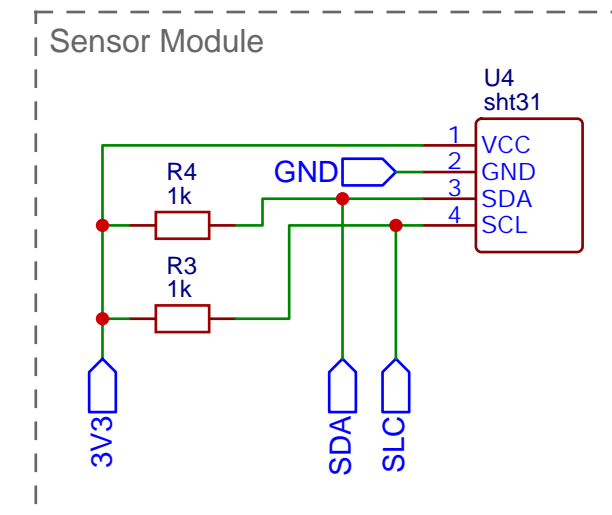 Sensor Module
U4
sht31
1 VCC
GND 2 GND
3 SDA
4 SCL
R4
1k
R3
1k
3V3
SDA
SLC